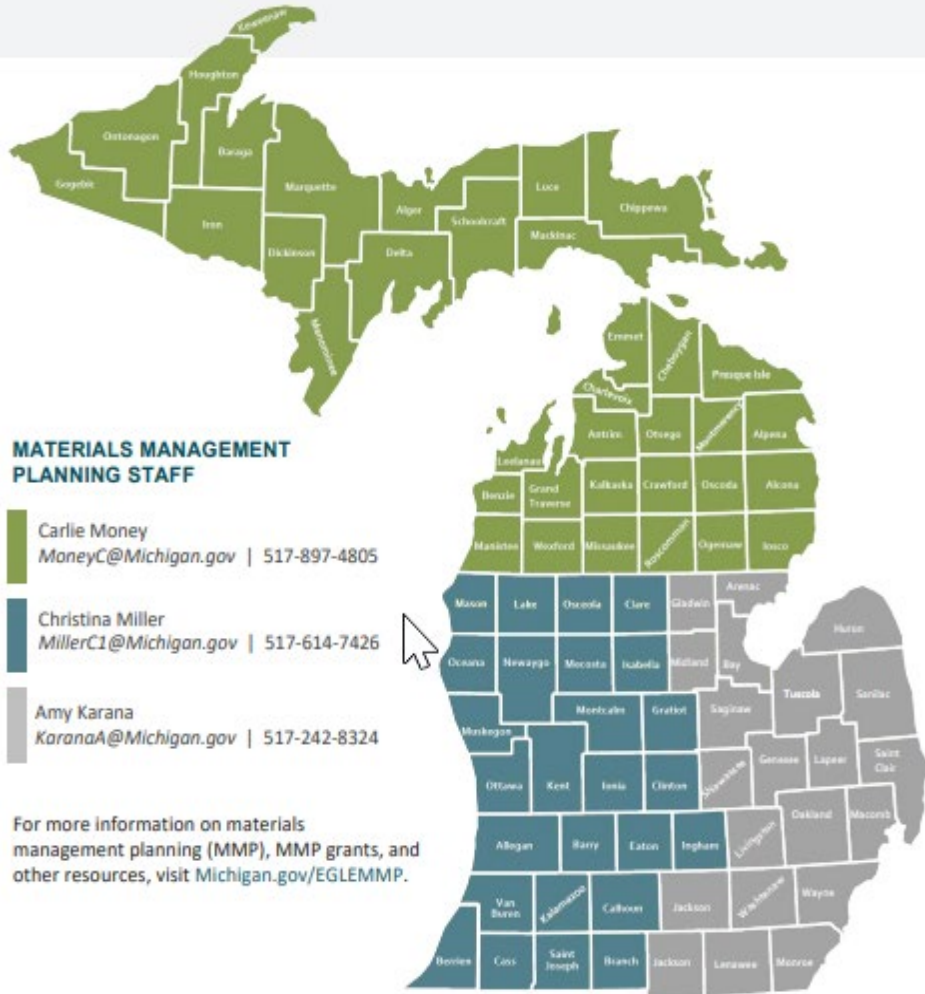 Keweenaw
Houghton
Ontonagon
Baraga
Gogebic
Marquette
Luce
Alger
Chippewa
Schoolcraft
Iron
Mackinac
Dickinson
Delta
Menominee
Emmet
Cheboygan
Presque Isle
Charlevoix
Antrim
Otsego
Montmorency
Alpena
Leelanau
Benzie
Grand
Traverse
Kalkaska
Crawford
Oscoda
Alcona
Manistee
Wexford
Missaukee
Roscommon
Ogemaw
Iosco
MATERIALS MANAGEMENT
PLANNING STAFF
Carlie Money
MoneyC@Michigan.gov | 517-897-4805
Christina Miller
MillerC1@Michigan.gov | 517-614-7426
Amy Karana
KaranaA@Michigan.gov | 517-242-8324
For more information on materials
management planning (MMP), MMP grants, and
other resources, visit Michigan.gov/EGLEMMP.
Mason
Lake
Osceola
Clare
Gladwin
Arenac
Huron
Oceana
Newaygo
Mecosta
Isabella
Midland
Bay
Tuscola
Sanilac
Muskegon
Montcalm
Gratiot
Saginaw
Ottawa
Kent
Ionia
Clinton
Shiawassee
Genesee
Lapeer
Saint
Clair
Allegan
Barry
Eaton
Ingham
Livingston
Oakland
Macomb
Van
Buren
Kalamazoo
Calhoun
Jackson
Washtenaw
Wayne
Berrien
Cass
Saint
Joseph
Branch
Jackson
Lenawee
Monroe